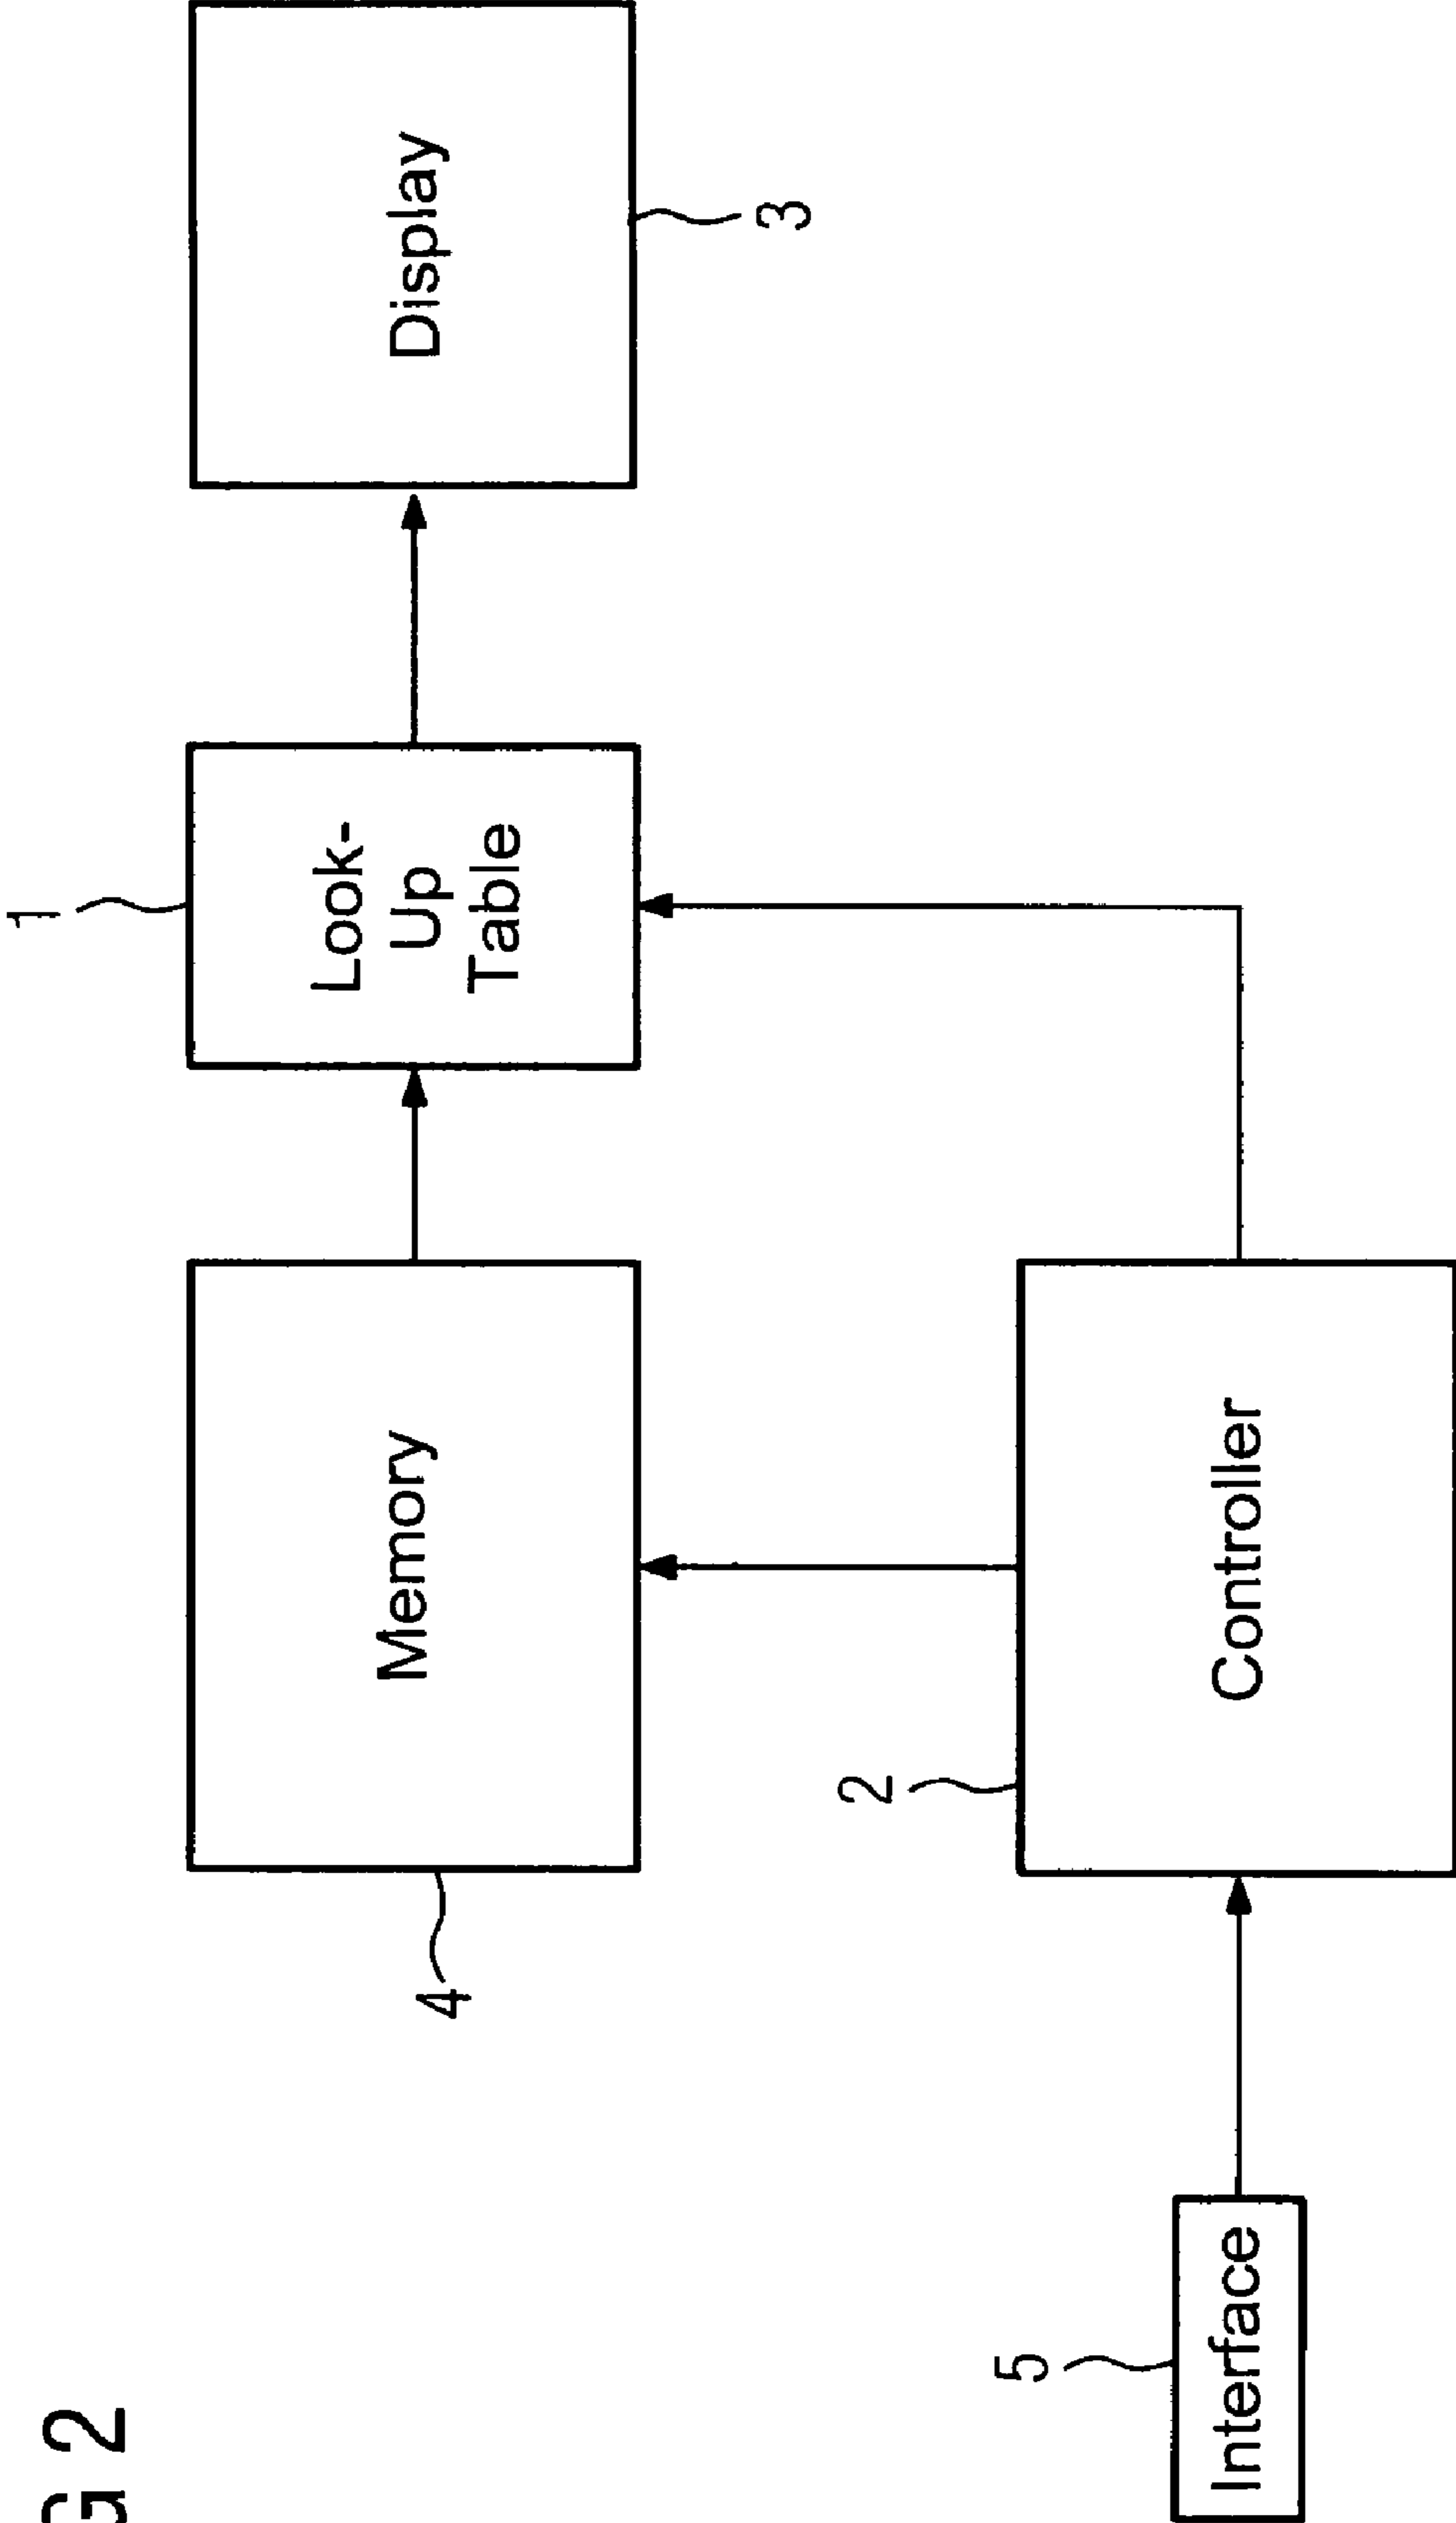 G 2
4
Memory
1
Look-
Up
Table
Display
3
5
Interface
2
Controller